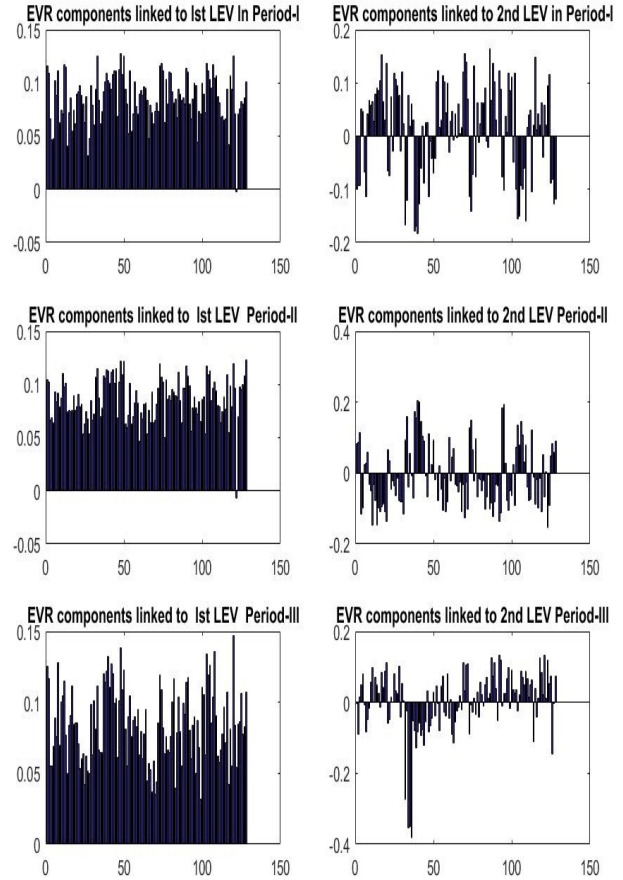 EVR components linked to Ist LEV In Period-I
0.15
0.1
0.05
0
-0.05
0 50 100 150
EVR components linked to 2nd LEV in Period-I
0.2
0.1
0
-0.1
-0.2
0 50 100 150
EVR components linked to Ist LEV Period-II
0.15
0.1
0.05
0
-0.05
0 50 100 150
EVR components linked to 2nd LEV Period-II
0.4
0.2
0
-0.2
0 50 100 150
EVR components linked to Ist LEV Period-III
0.15
0.1
0.05
0
0 50 100 150
EVR components linked to 2nd LEV Period-III
0.2
0
-0.2
-0.4
0 50 100 150